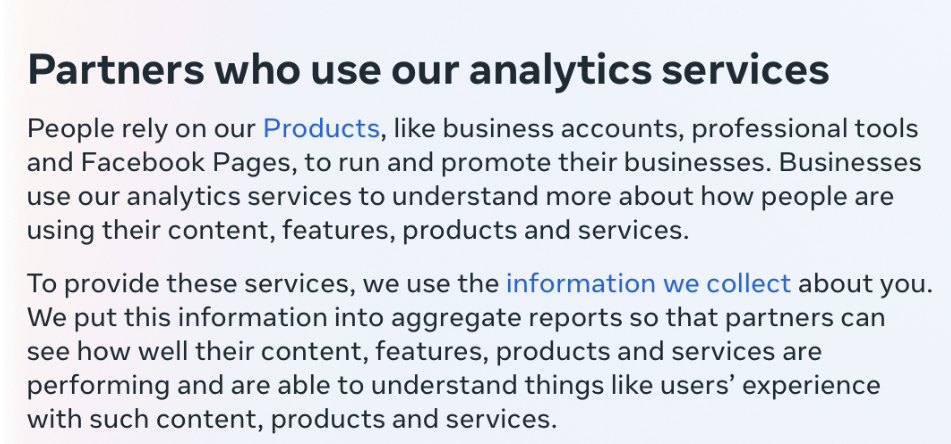 Partners who use our analytics services
People rely on our Products, like business accounts, professional tools
and Facebook Pages, to run and promote their businesses. Businesses
use our analytics services to understand more about how people are
using their content, features, products and services.
To provide these services, we use the information we collect about you.
We put this information into aggregate reports so that partners can
see how well their content, features, products and services are
performing and are able to understand things like users’ experience
with such content, products and services.